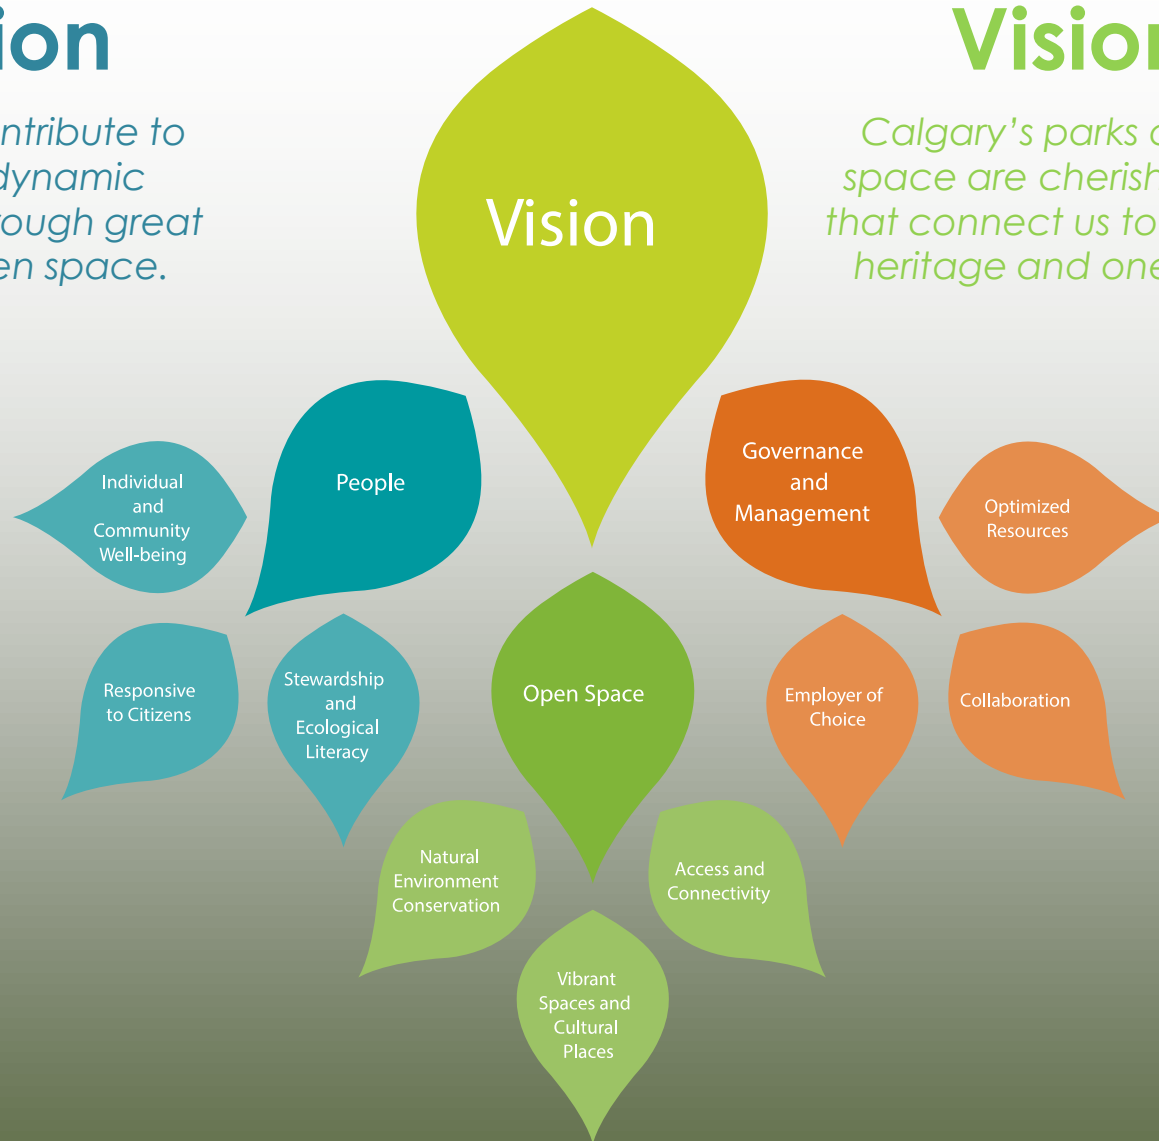 ion
ntribute to
dynamic
rough great
en space.
Vision
Calgary’s parks
space are cherish
that connect us to
heritage and one
Vision
People
Individual
and
Community
Well-being
Responsive
to Citizens
Stewardship
and
Ecological
Literacy
Open Space
Natural
Environment
Conservation
Vibrant
Spaces and
Cultural
Places
Access and
Connectivity
Governance
and
Management
Optimized
Resources
Employer of
Choice
Collaboration